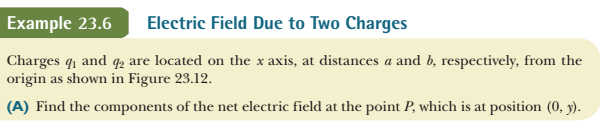 Example 23.6 Electric Field Due to Two Charges
Charges q₁ and q₂ are located on the x axis, at distances a and b, respectively, from the
origin as shown in Figure 23.12.
(A) Find the components of the net electric field at the point P, which is at position (0, y).